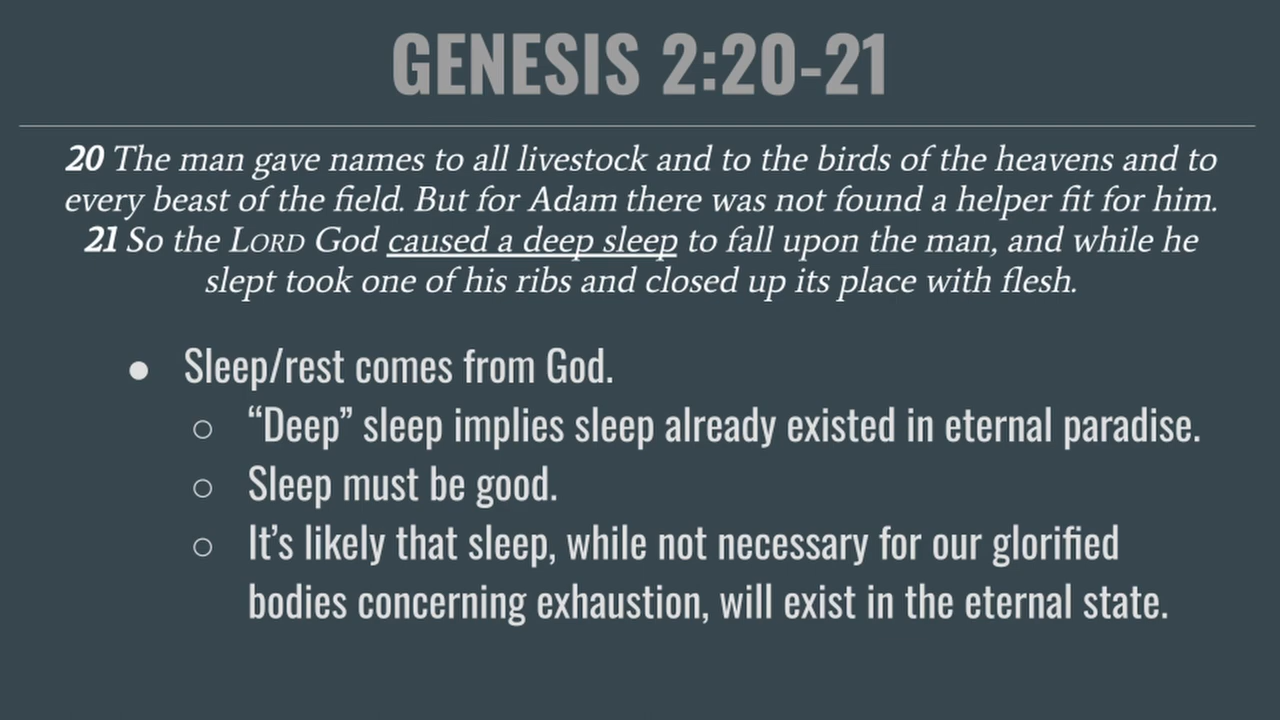 GENESIS 2:20-21
20 The man gave names to all livestock and to the birds of the heavens and to
every beast of the field. But for Adam there was not found a helper fit for him.
21 So the LORD God caused a deep sleep to fall upon the man, and while he
slept took one of his ribs and closed up its place with flesh.
● Sleep/rest comes from God.
○ “Deep” sleep implies sleep already existed in eternal paradise.
○ Sleep must be good.
○ It’s likely that sleep, while not necessary for our glorified
bodies concerning exhaustion, will exist in the eternal state.